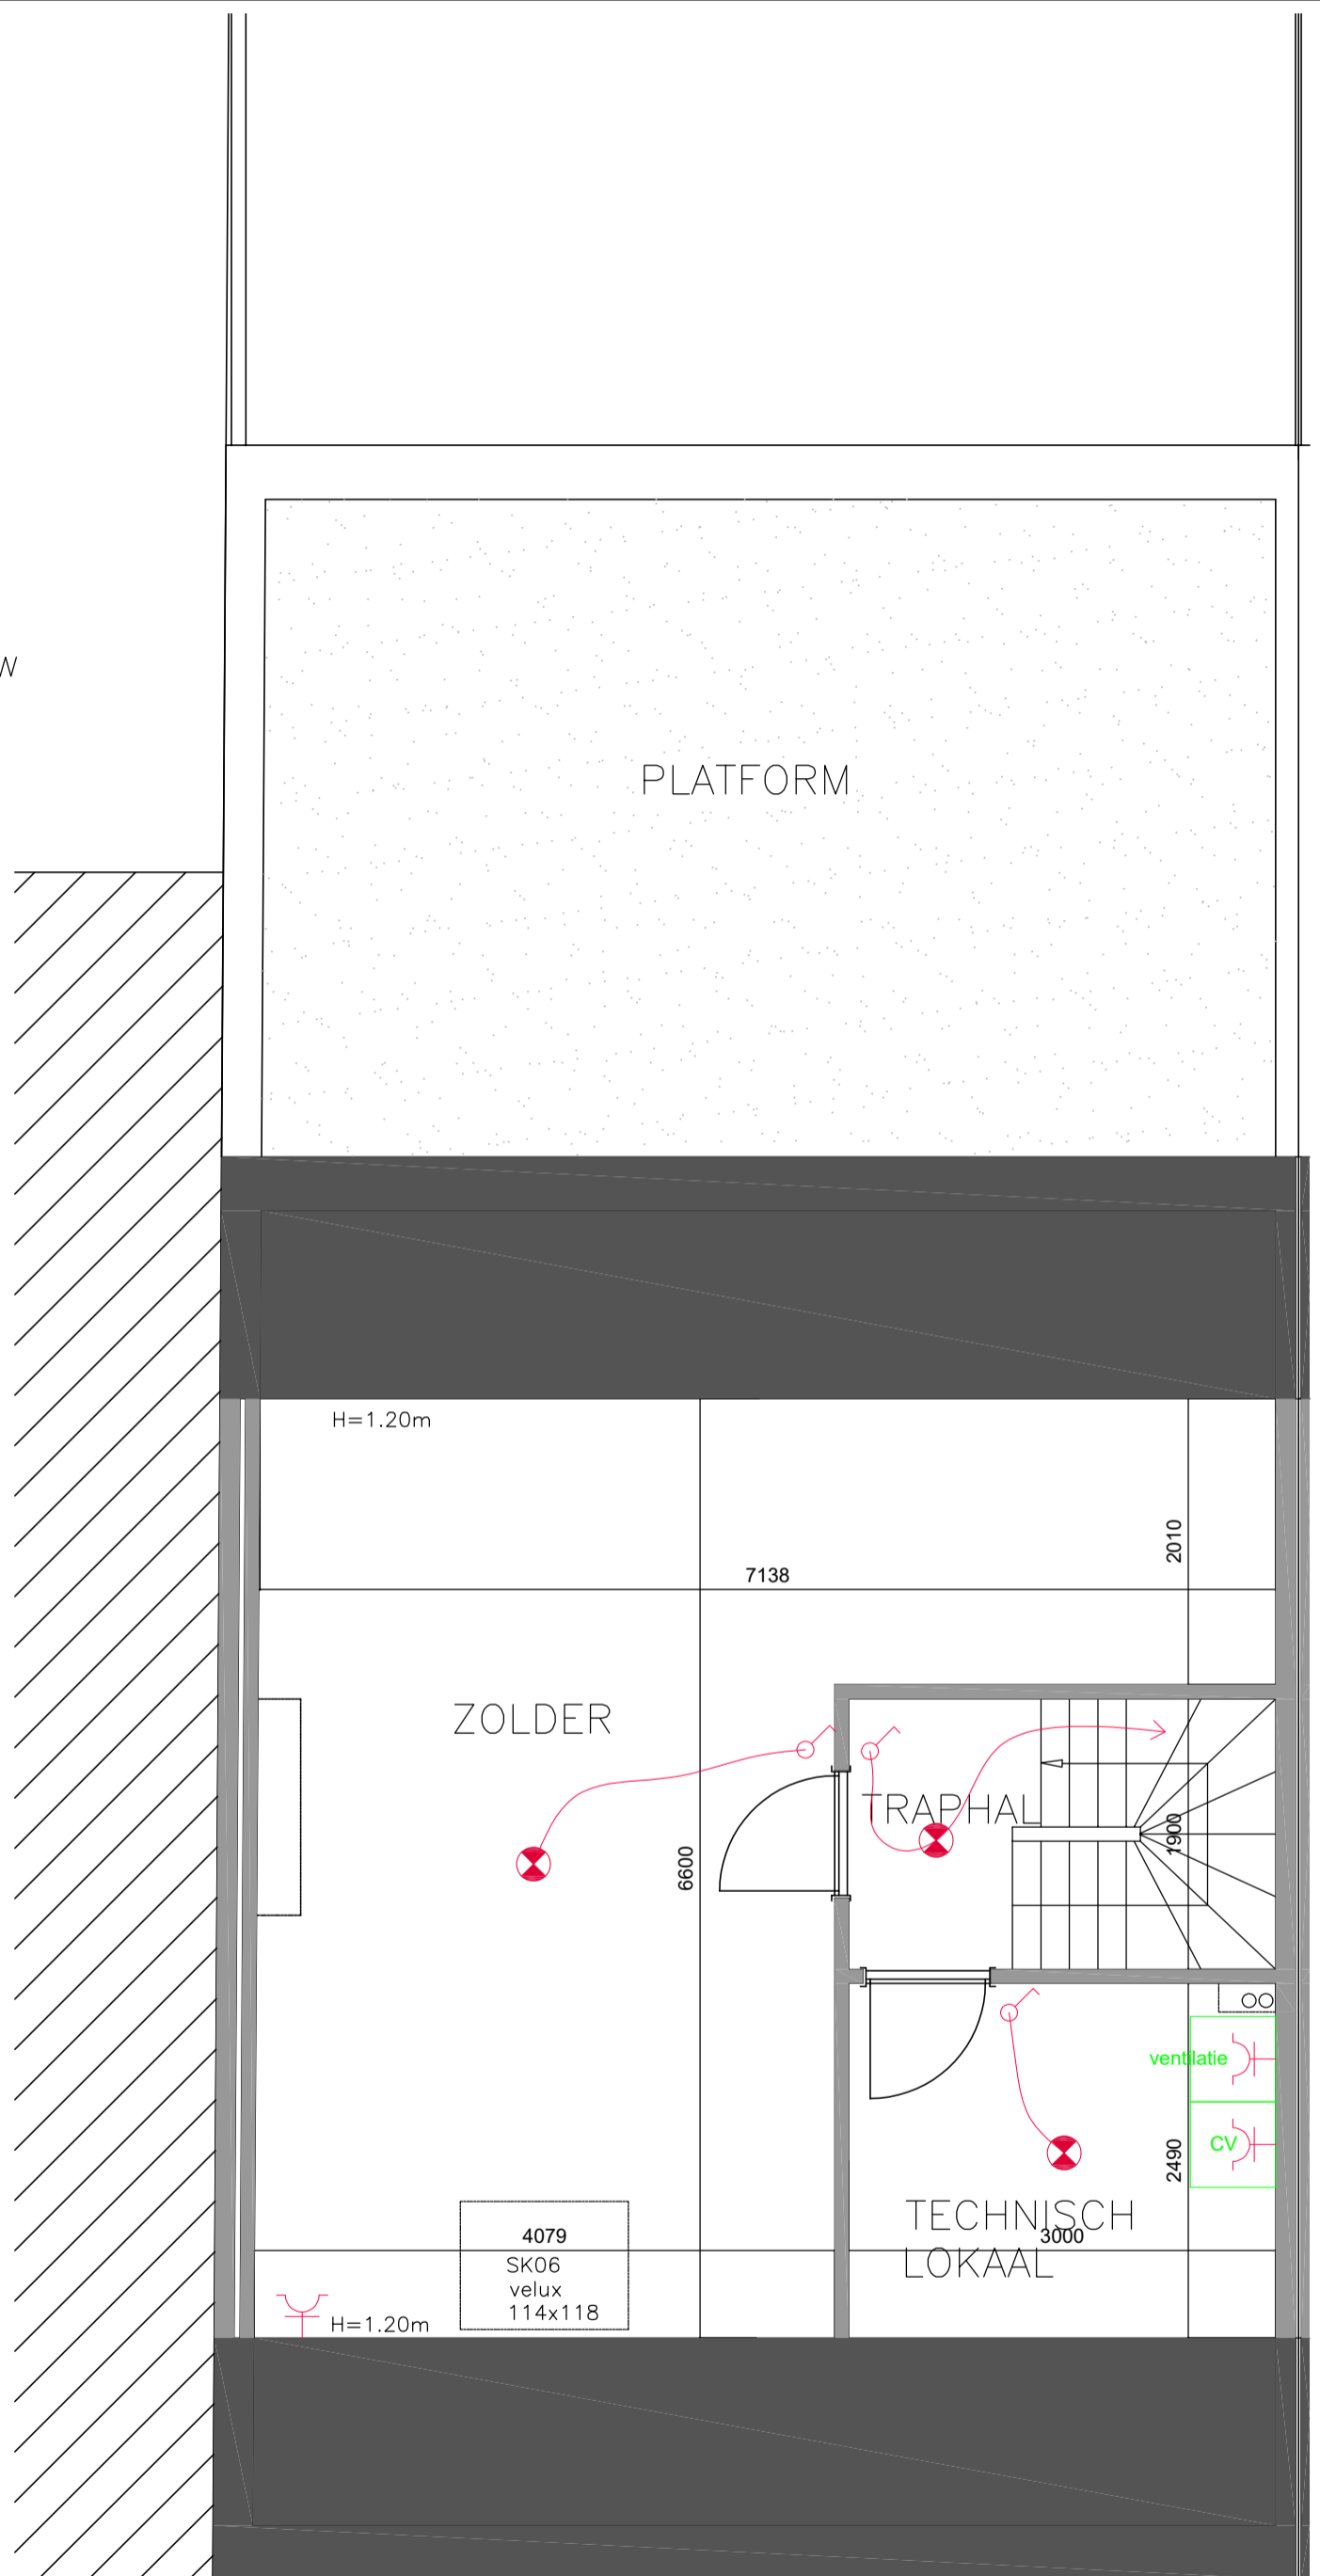 W
PLATFORM
H=1.20m
2010
7138
ZOLDER
TRAPHAL
1900
6600
ventilatie
CV
2490
TECHNISCH
LOKAAL
3000
4079
SK06
velux
114x118
H=1.20m